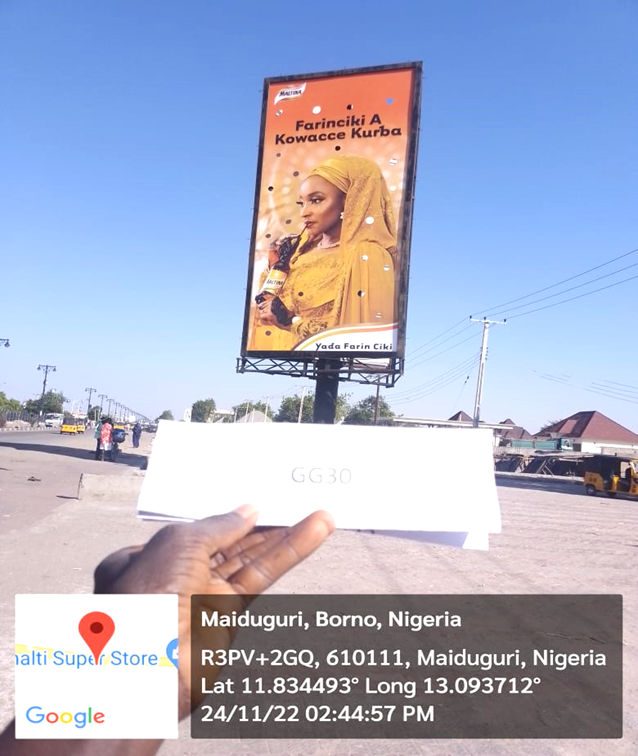 MALTINA
Farinciki A
Kowacce Kurba
MALTINA
Yada Farin Ciki
GG30
nalti Super Store
Google
Maiduguri, Borno, Nigeria
R3PV+2GQ, 610111, Maiduguri, Nigeria
Lat 11.834493° Long 13.093712°
24/11/22 02:44:57 PM